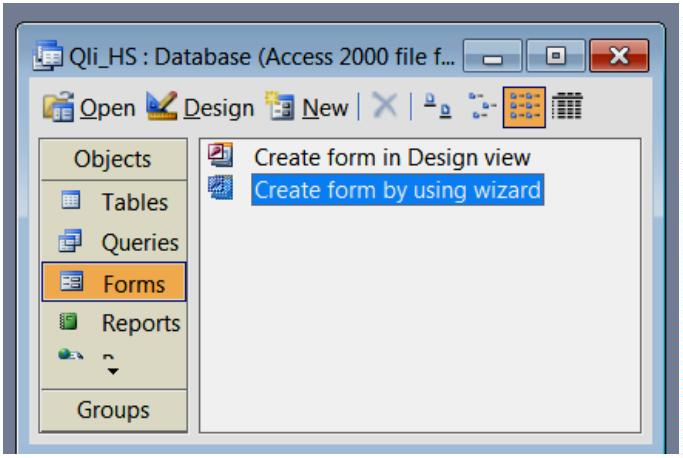 Qli_HS : Database (Access 2000 file f...
Open Design New
Objects
Tables
Queries
Forms
Reports
Groups
Create form in Design view
Create form by using wizard